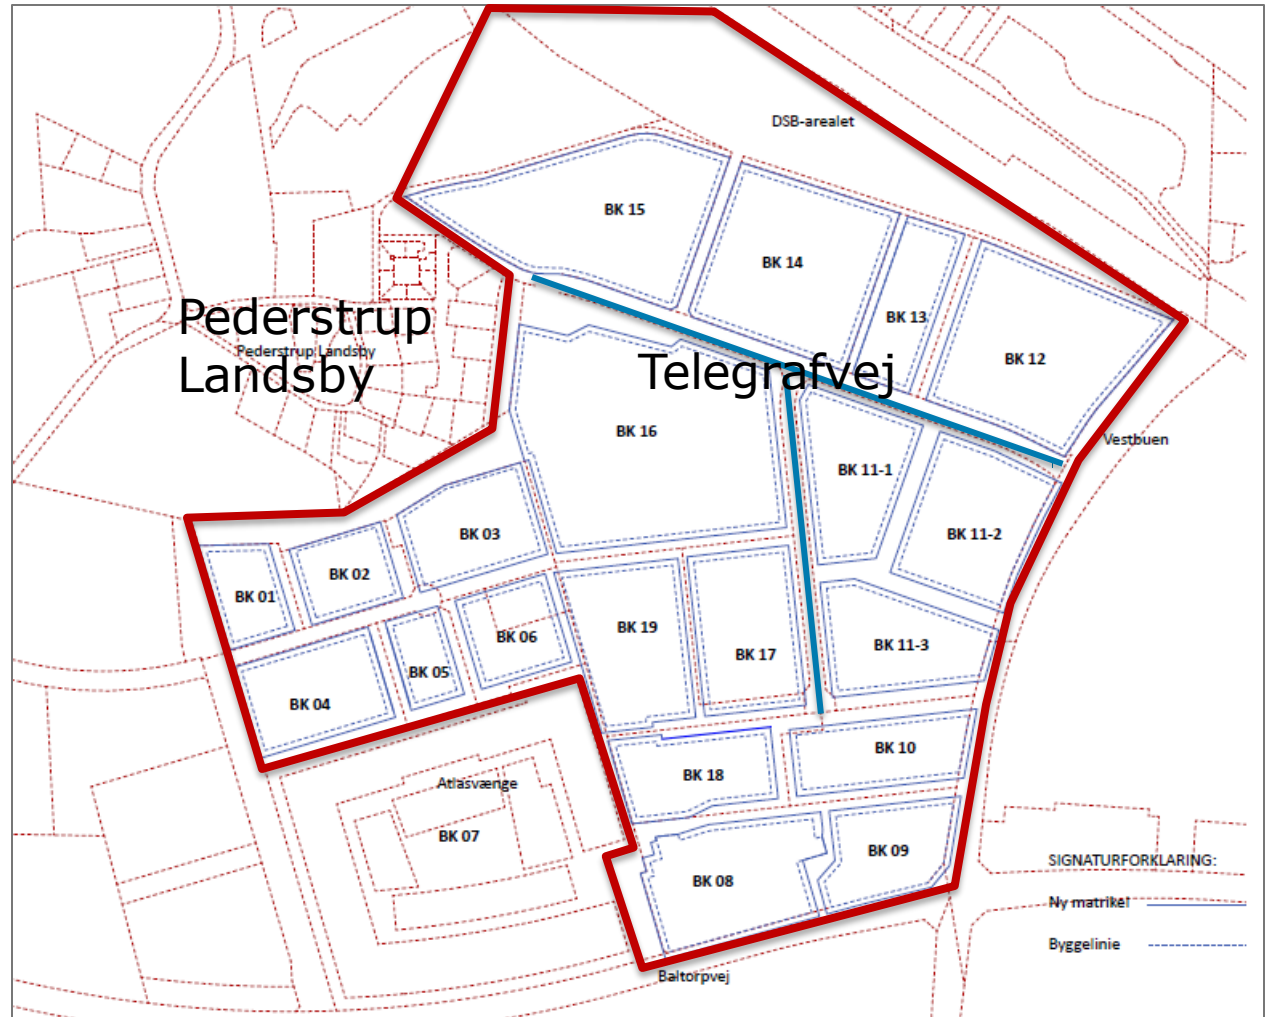 DSB-arealet
BK 15
BK 14
BK 13
BK 12
Pederstrup
Landsby
Pederstrup Landsby
Telegrafvej
BK 16
Vestbuen
BK 11-1
BK 11-2
BK 03
BK 02
BK 01
BK 06
BK 19
BK 17
BK 11-3
BK 05
BK 04
BK 10
BK 18
Atlasvænge
BK 07
BK 09
BK 08
SIGNATURFORKLARING:
Ny matrikel
Byggelinie
Baltorpvej